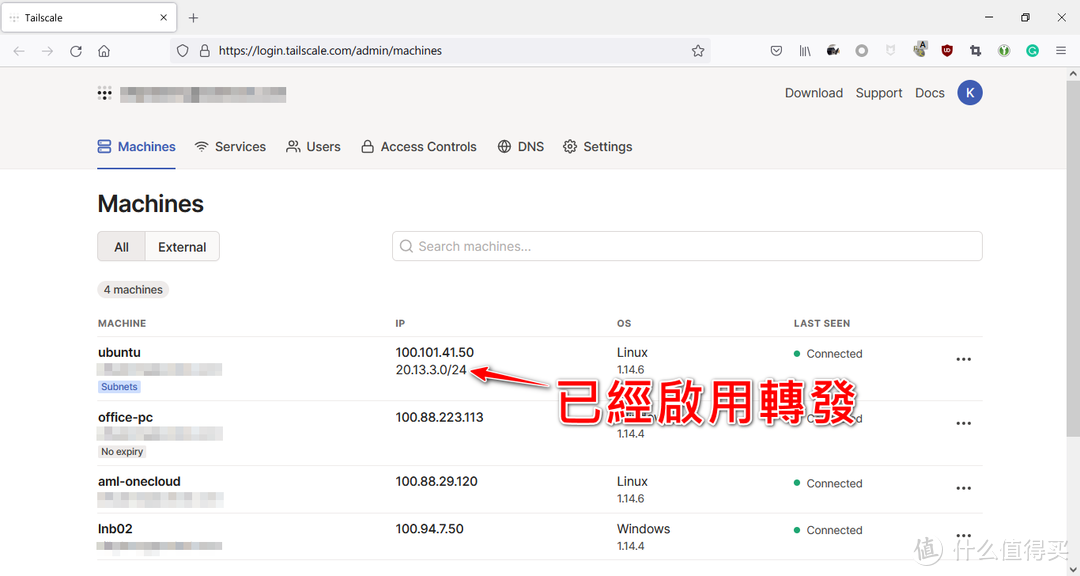 Tailscale
https://login.tailscale.com/admin/machines
Download Support Docs K
Machines Services Users Access Controls DNS Settings
Machines
All External
Search machines...
4 machines
MACHINE IP OS LAST SEEN
ubuntu 100.101.41.50 Linux Connected
20.13.3.0/24 1.14.6
Subnets
已經啟用轉發
office-pc 100.88.223.113
1.14.4
No expiry
aml-onecloud 100.88.29.120 Linux Connected
1.14.6
lnb02 100.94.7.50 Windows Connected
1.14.4
值 什么值得买